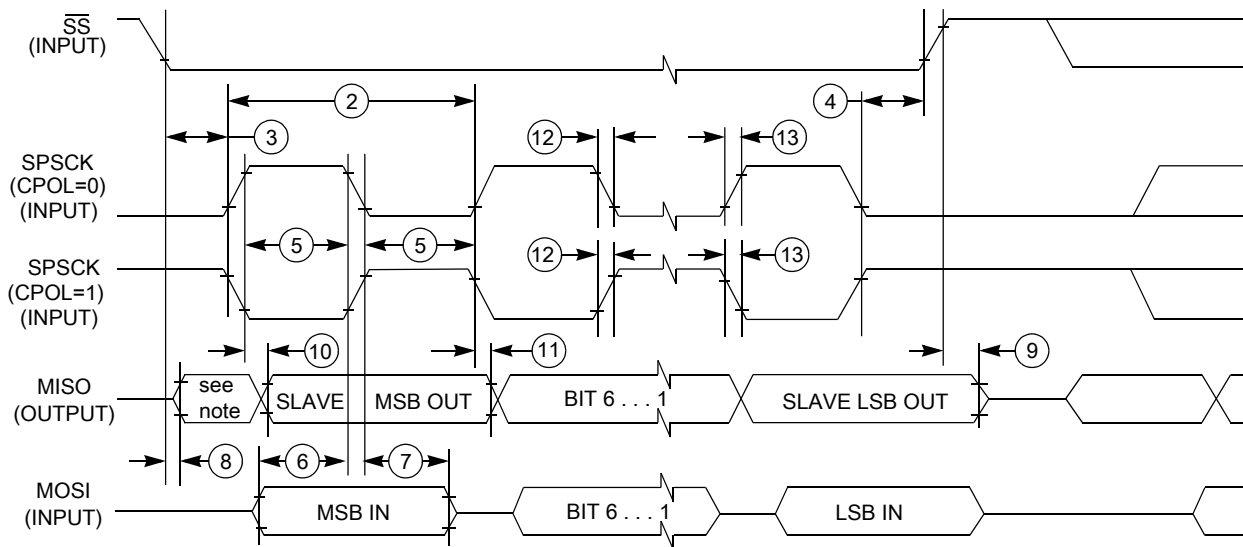 SS
(INPUT)
2
4
3
12
13
SPSCK
(CPOL=0)
(INPUT)
5
5
12
13
SPSCK
(CPOL=1)
(INPUT)
10
11
9
MISO
(OUTPUT)
see
note
SLAVE
MSB OUT
BIT 6 . . . 1
SLAVE LSB OUT
8
6
7
MOSI
(INPUT)
MSB IN
BIT 6 . . . 1
LSB IN